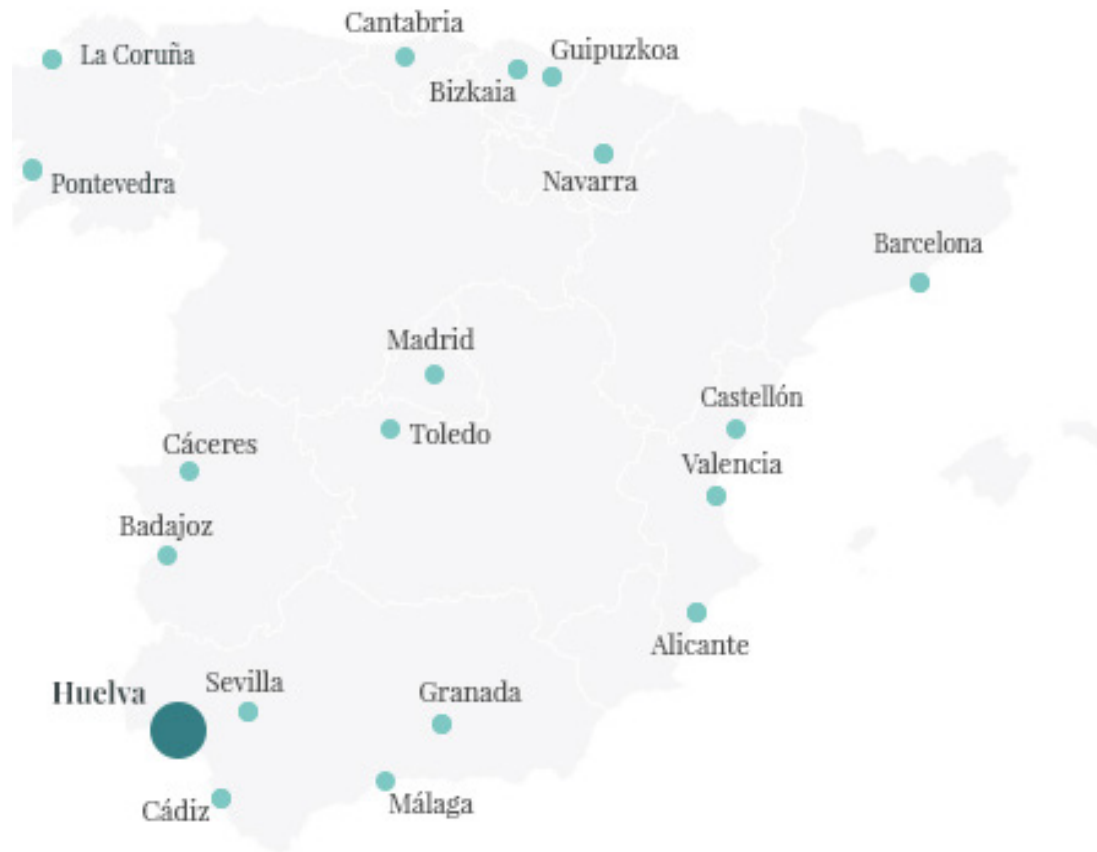 Cantabria
La Coruña
Guipuzkoa
Bizkaia
Pontevedra
Navarra
Barcelona
Madrid
Castellón
Toledo
Cáceres
Valencia
Badajoz
Alicante
Huelva
Sevilla
Granada
Cádiz
Málaga